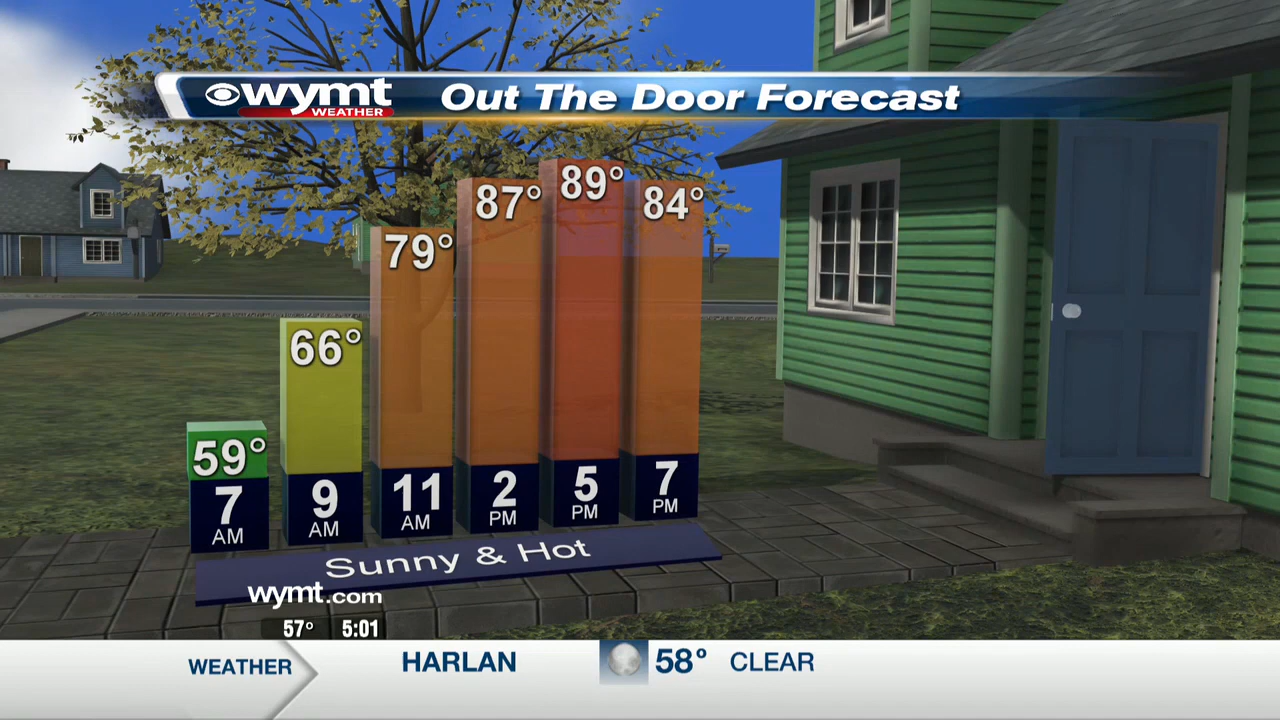 wymt
WEATHER
Out The Door Forecast
59° 66° 79° 87° 89° 84°
7 9 11 2 5 7
AM AM AM PM PM PM
Sunny & Hot
wymt.com
57° 5:01
WEATHER HARLAN 58° CLEAR